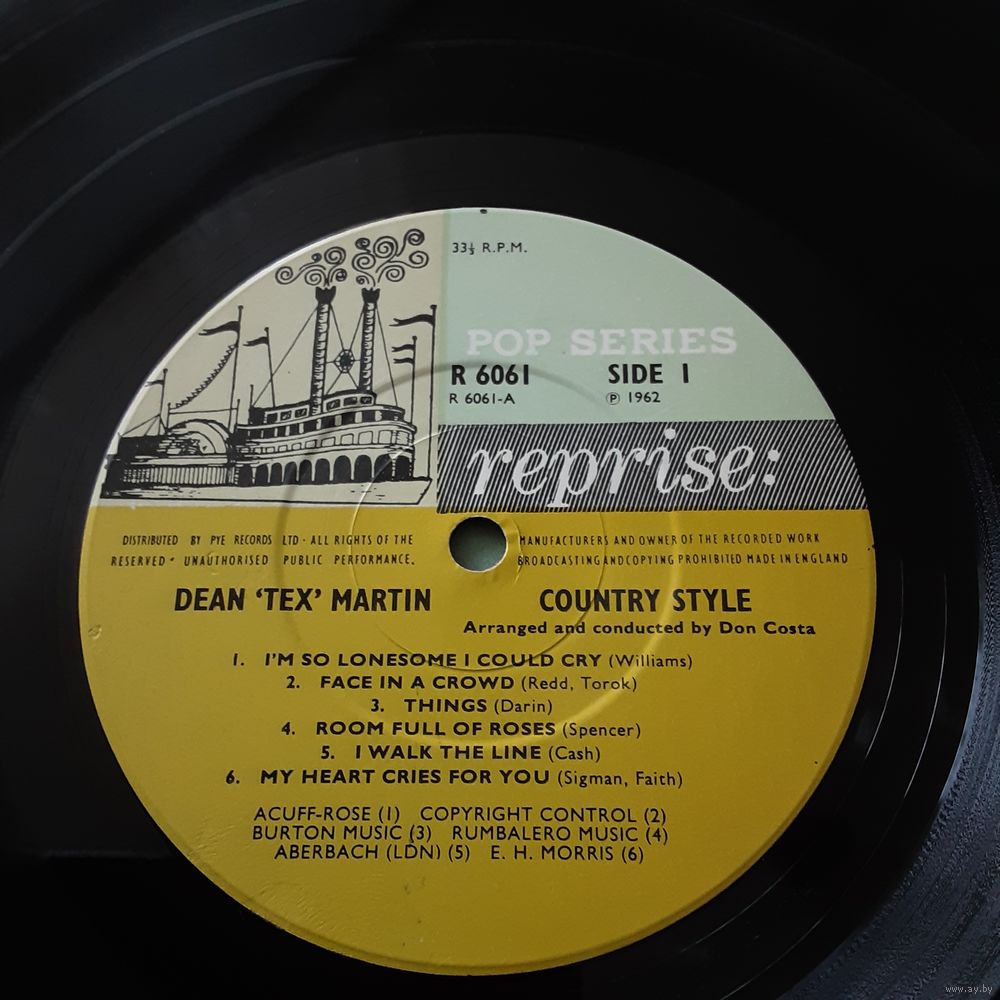 33⅓ R.P.M.
POP SERIES
R 6061 SIDE 1
R 6061-A ℗ 1962
reprise:
DISTRIBUTED BY PYE RECORDS LTD · ALL RIGHTS OF THE MANUFACTURERS AND OWNER OF THE RECORDED WORK
RESERVED · UNAUTHORISED PUBLIC PERFORMANCE, BROADCASTING AND COPYING PROHIBITED MADE IN ENGLAND
DEAN 'TEX' MARTIN COUNTRY STYLE
Arranged and conducted by Don Costa
1. I'M SO LONESOME I COULD CRY (Williams)
2. FACE IN A CROWD (Redd, Torok)
3. THINGS (Darin)
4. ROOM FULL OF ROSES (Spencer)
5. I WALK THE LINE (Cash)
6. MY HEART CRIES FOR YOU (Sigman, Faith)
ACUFF-ROSE (1) COPYRIGHT CONTROL (2)
BURTON MUSIC (3) RUMBALERO MUSIC (4)
ABERBACH (LDN) (5) E. H. MORRIS (6)
www.ay.by